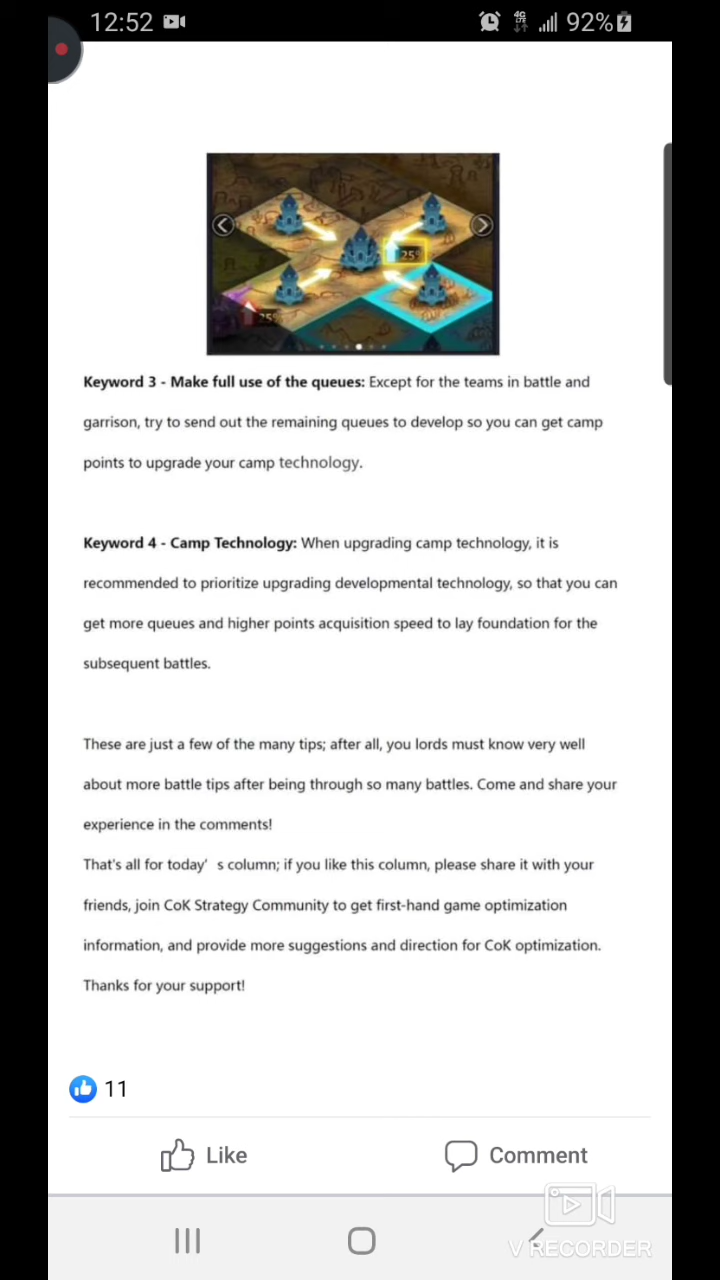 12:52
4G LTE 92%
25%
25%
Keyword 3 - Make full use of the queues: Except for the teams in battle and
garrison, try to send out the remaining queues to develop so you can get camp
points to upgrade your camp technology.
Keyword 4 - Camp Technology: When upgrading camp technology, it is
recommended to prioritize upgrading developmental technology, so that you can
get more queues and higher points acquisition speed to lay foundation for the
subsequent battles.
These are just a few of the many tips; after all, you lords must know very well
about more battle tips after being through so many battles. Come and share your
experience in the comments!
That's all for today' s column; if you like this column, please share it with your
friends, join CoK Strategy Community to get first-hand game optimization
information, and provide more suggestions and direction for CoK optimization.
Thanks for your support!
11
Like Comment
V RECORDER